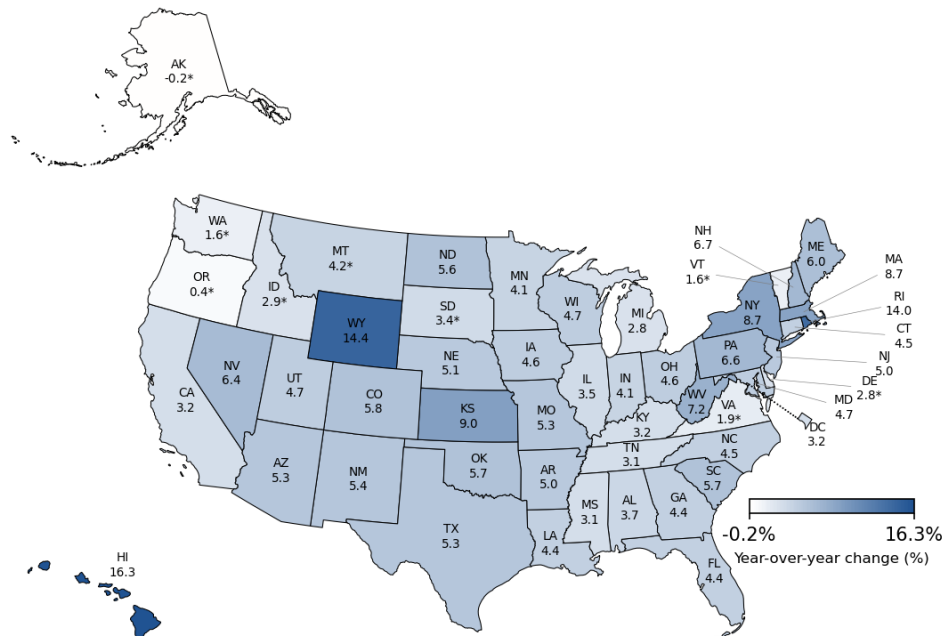 AK
-0.2*
WA
1.6*
OR
0.4*
ID
2.9*
MT
4.2*
ND
5.6
SD
3.4*
MN
4.1
WI
4.7
MI
2.8
WY
14.4
NE
5.1
IA
4.6
NV
6.4
UT
4.7
CO
5.8
KS
9.0
CA
3.2
AZ
5.3
NM
5.4
OK
5.7
TX
5.3
MO
5.3
AR
5.0
LA
4.4
IL
3.5
IN
4.1
OH
4.6
KY
3.2
TN
3.1
MS
3.1
AL
3.7
GA
4.4
FL
4.4
SC
5.7
NC
4.5
VA
1.9*
WV
7.2
PA
6.6
NY
8.7
NH
6.7
VT
1.6*
ME
6.0
MA
8.7
RI
14.0
CT
4.5
NJ
5.0
DE
2.8*
MD
4.7
DC
3.2
HI
16.3
-0.2%
16.3%
Year-over-year change (%)